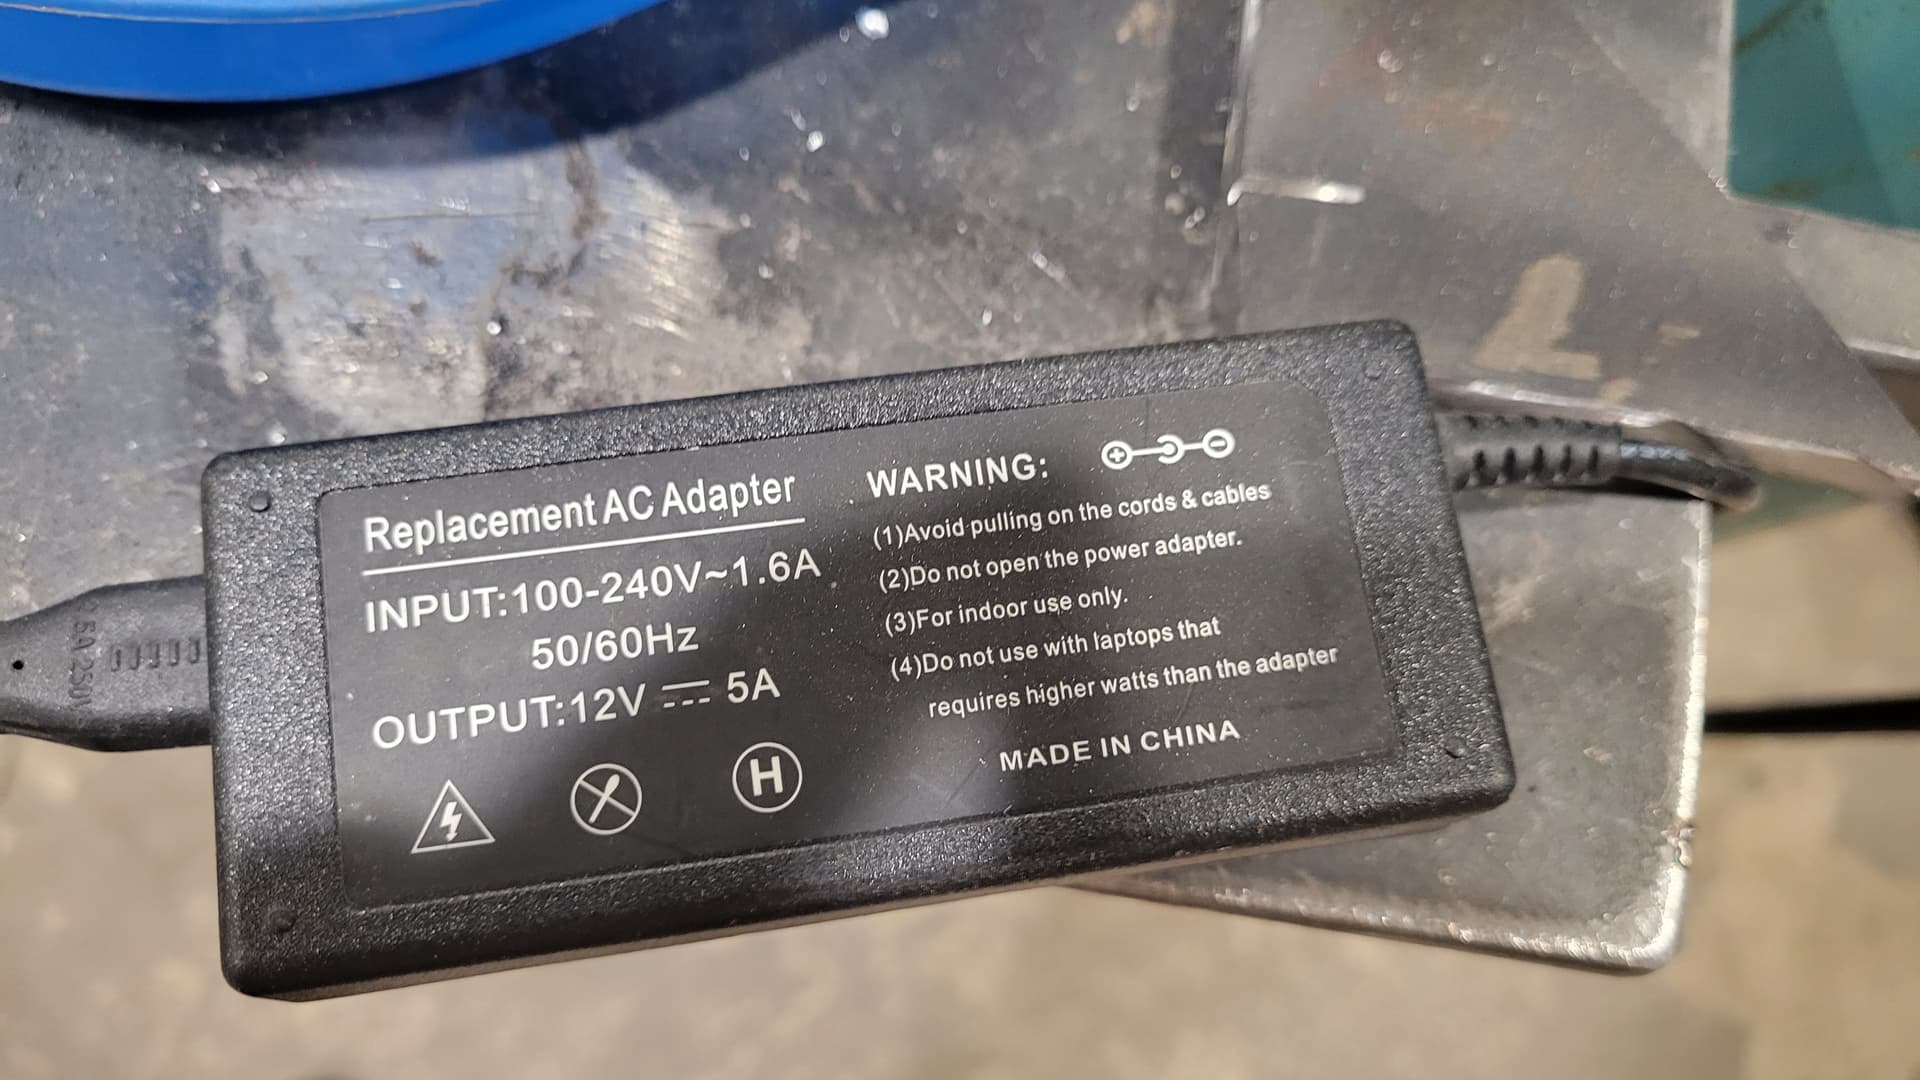 Replacement AC Adapter
INPUT:100-240V~1.6A
50/60Hz
OUTPUT:12V ⎓ 5A
H
WARNING:
(1)Avoid pulling on the cords & cables
(2)Do not open the power adapter.
(3)For indoor use only.
(4)Do not use with laptops that
requires higher watts than the adapter
MADE IN CHINA
5A 250V